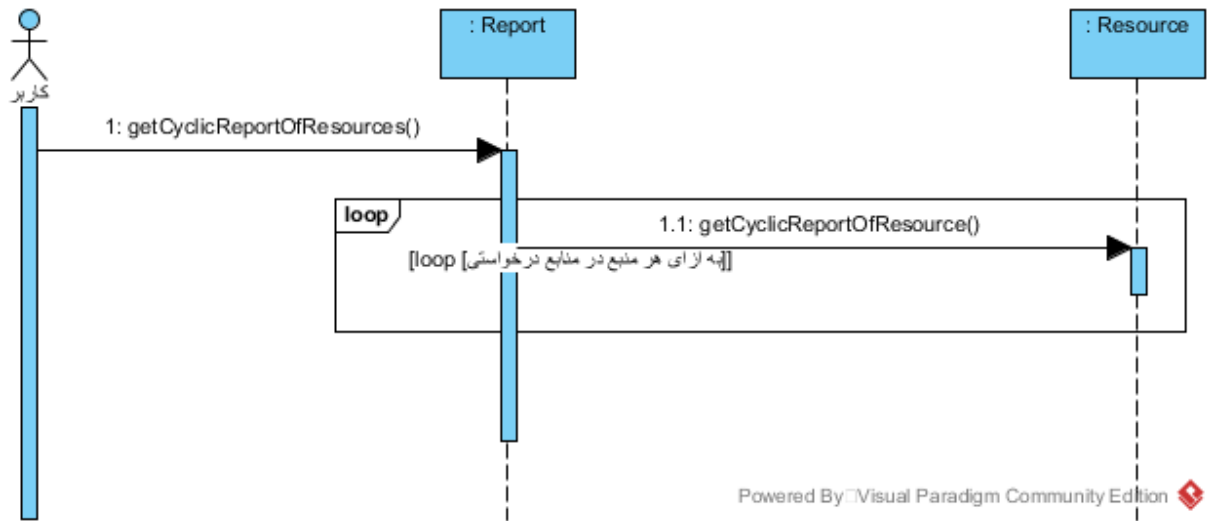 : Report
: Resource
کاربر
1: getCyclicReportOfResources()
loop
1.1: getCyclicReportOfResource()
[loop [به ازای هر منبع در منابع درخواستی]]
Powered By Visual Paradigm Community Edition